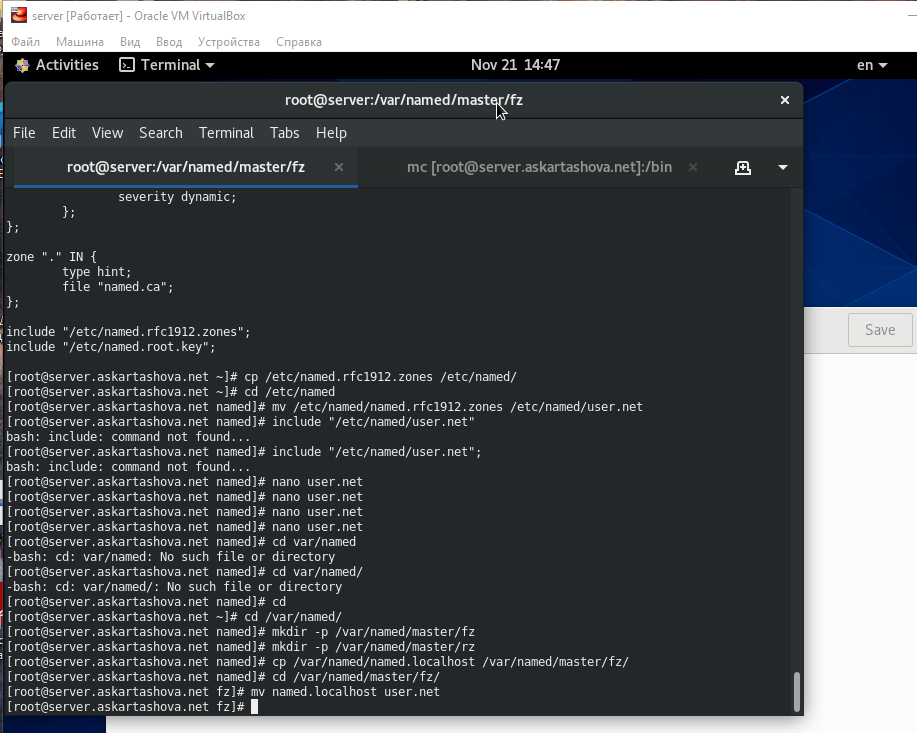 server [Работает] - Oracle VM VirtualBox
Файл Машина Вид Ввод Устройства Справка
Activities Terminal Nov 21 14:47 en
root@server:/var/named/master/fz
File Edit View Search Terminal Tabs Help
root@server:/var/named/master/fz × mc [root@server.askartashova.net]:/bin ×
severity dynamic;
};
};
zone "." IN {
type hint;
file "named.ca";
};
include "/etc/named.rfc1912.zones";
include "/etc/named.root.key";
Save
[root@server.askartashova.net ~]# cp /etc/named.rfc1912.zones /etc/named/
[root@server.askartashova.net ~]# cd /etc/named
[root@server.askartashova.net named]# mv /etc/named/named.rfc1912.zones /etc/named/user.net
[root@server.askartashova.net named]# include "/etc/named/user.net"
bash: include: command not found...
[root@server.askartashova.net named]# include "/etc/named/user.net";
bash: include: command not found...
[root@server.askartashova.net named]# nano user.net
[root@server.askartashova.net named]# nano user.net
[root@server.askartashova.net named]# nano user.net
[root@server.askartashova.net named]# nano user.net
[root@server.askartashova.net named]# cd var/named
-bash: cd: var/named: No such file or directory
[root@server.askartashova.net named]# cd var/named/
-bash: cd: var/named/: No such file or directory
[root@server.askartashova.net named]# cd
[root@server.askartashova.net ~]# cd /var/named/
[root@server.askartashova.net named]# mkdir -p /var/named/master/fz
[root@server.askartashova.net named]# mkdir -p /var/named/master/rz
[root@server.askartashova.net named]# cp /var/named/named.localhost /var/named/master/fz/
[root@server.askartashova.net named]# cd /var/named/master/fz/
[root@server.askartashova.net fz]# mv named.localhost user.net
[root@server.askartashova.net fz]#